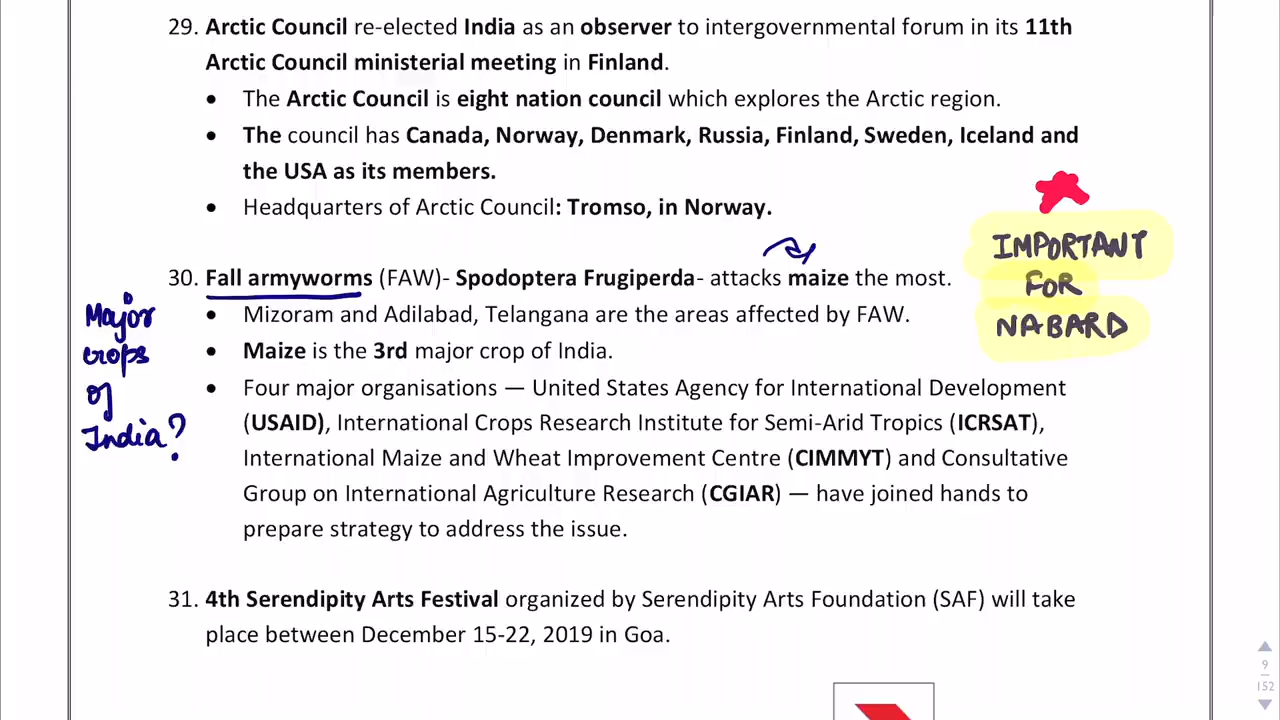 29. Arctic Council re-elected India as an observer to intergovernmental forum in its 11th
Arctic Council ministerial meeting in Finland.
• The Arctic Council is eight nation council which explores the Arctic region.
• The council has Canada, Norway, Denmark, Russia, Finland, Sweden, Iceland and
the USA as its members.
• Headquarters of Arctic Council: Tromso, in Norway.
IMPORTANT
FOR
NABARD
30. Fall armyworms (FAW)- Spodoptera Frugiperda- attacks maize the most.
• Mizoram and Adilabad, Telangana are the areas affected by FAW.
• Maize is the 3rd major crop of India.
• Four major organisations — United States Agency for International Development
(USAID), International Crops Research Institute for Semi-Arid Tropics (ICRSAT),
International Maize and Wheat Improvement Centre (CIMMYT) and Consultative
Group on International Agriculture Research (CGIAR) — have joined hands to
prepare strategy to address the issue.
Major
crops
of
India?
31. 4th Serendipity Arts Festival organized by Serendipity Arts Foundation (SAF) will take
place between December 15-22, 2019 in Goa.
9
152